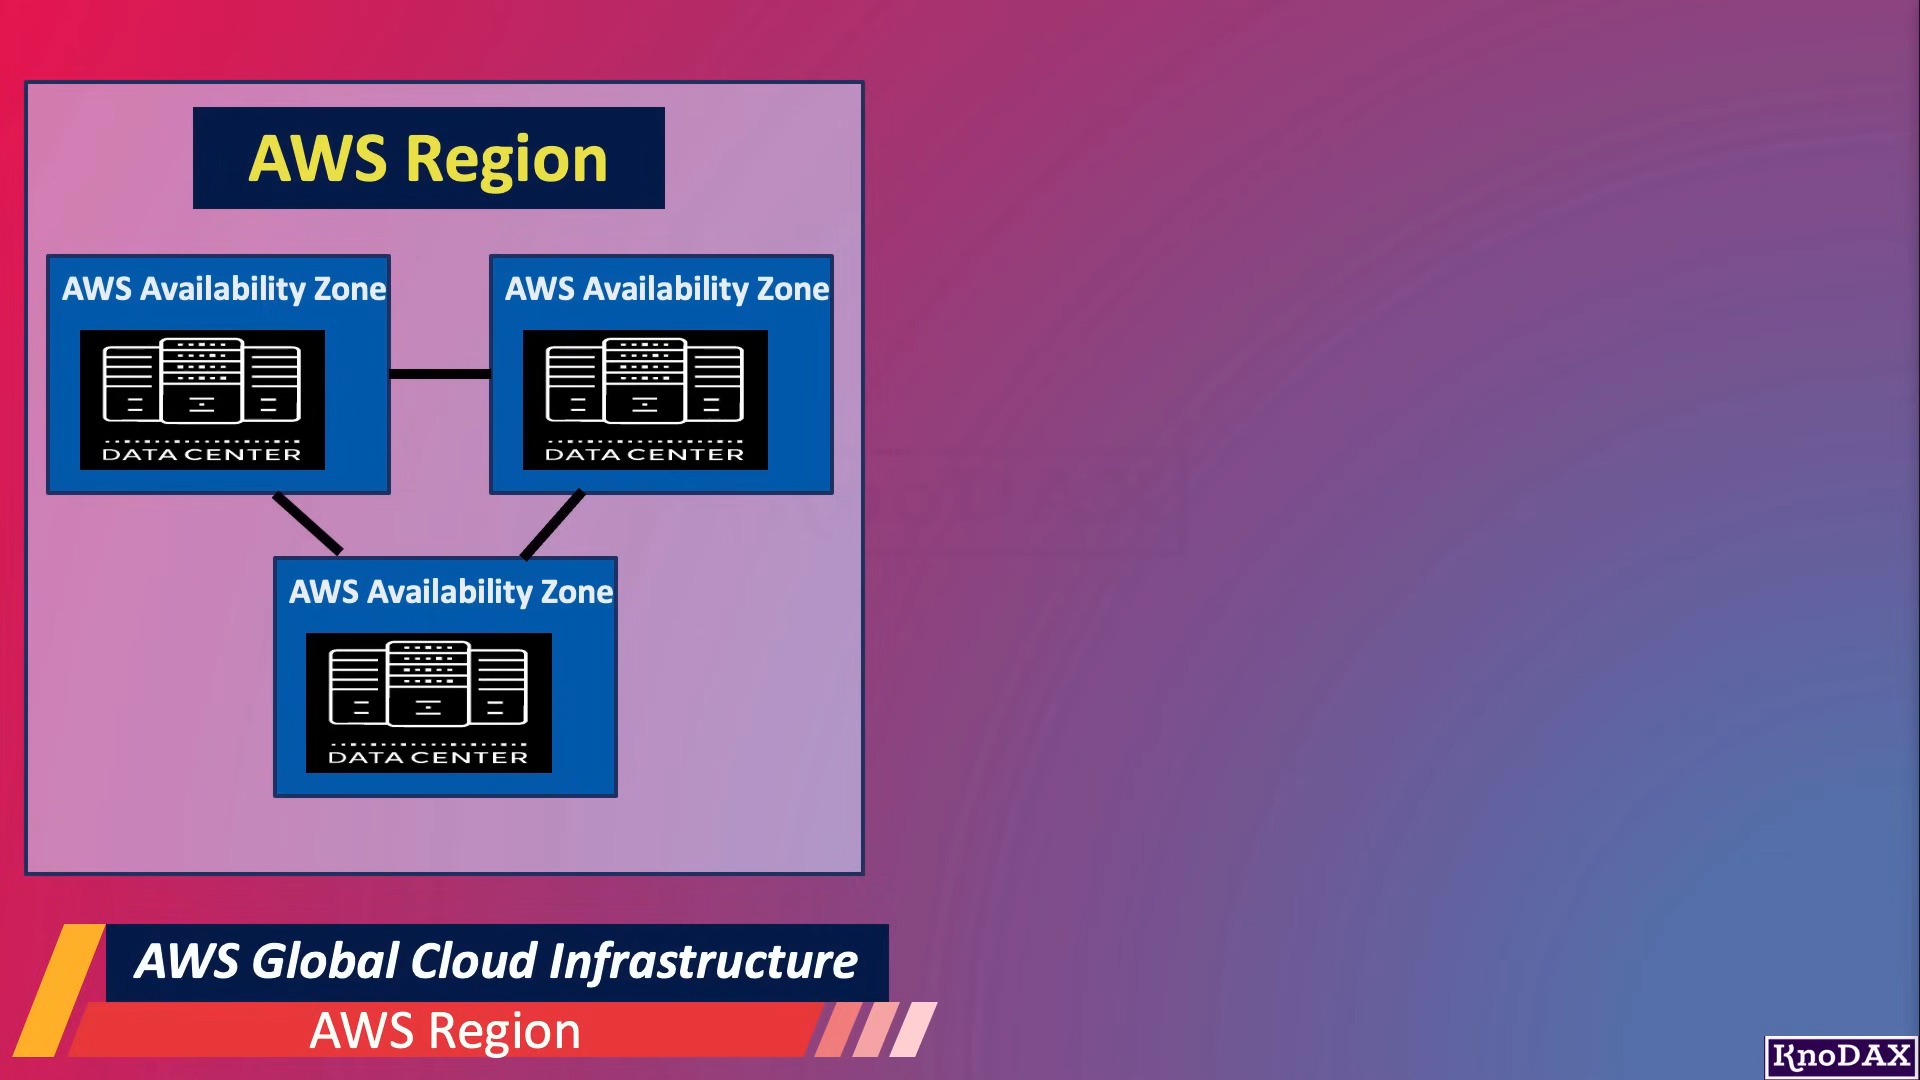 AWS Region
AWS Availability Zone
DATA CENTER
AWS Availability Zone
DATA CENTER
AWS Availability Zone
DATA CENTER
AWS Global Cloud Infrastructure
AWS Region
KnoDAX